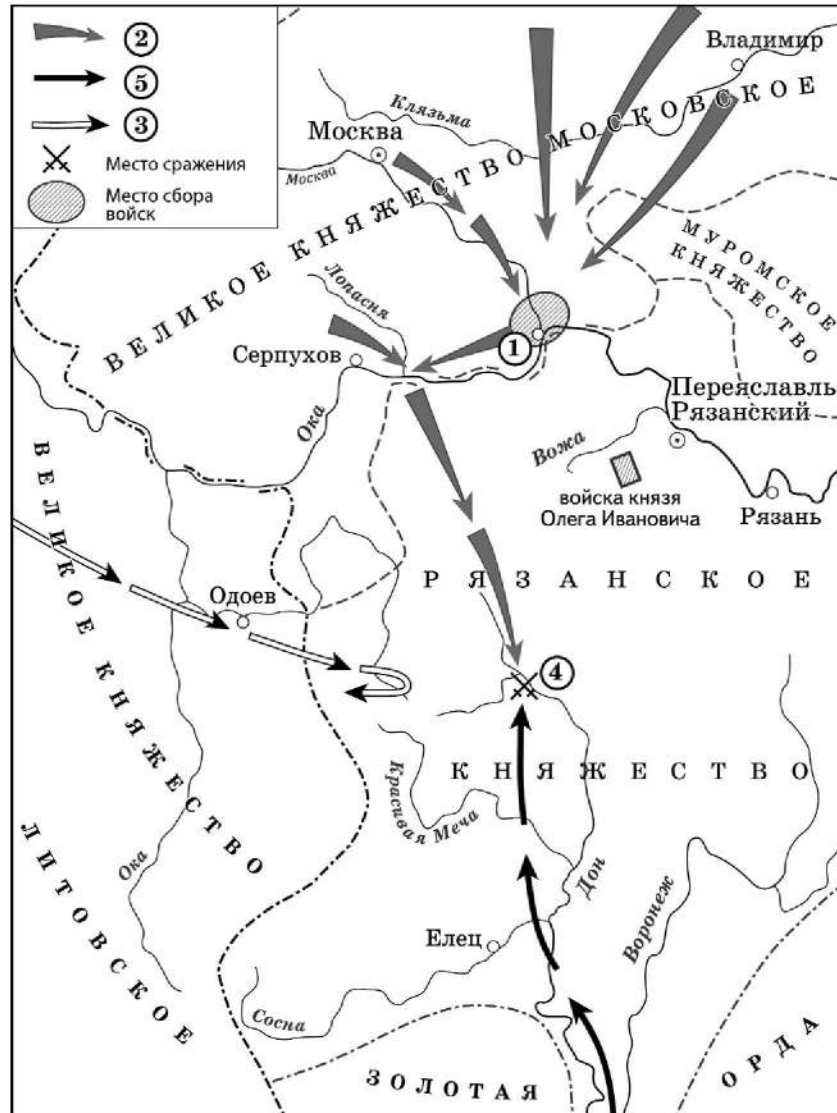 2
5
3
Место сражения
Место сбора
войск
Владимир
Клязьма
Москва
Москва
ВЕЛИКОЕ КНЯЖЕСТВО МОСКОВСКОЕ
МУРОМСКОЕ
КНЯЖЕСТВО
Лопасня
Серпухов
1
Ока
Переяславль
Рязанский
Вожа
войска князя
Олега Ивановича
Рязань
РЯЗАНСКОЕ
Одоев
4
КНЯЖЕСТВО
Красивая Меча
ВЕЛИКОЕ КНЯЖЕСТВО
ЛИТОВСКОЕ
Ока
Дон
Воронеж
Елец
Сосна
ЗОЛОТАЯ
ОРДА